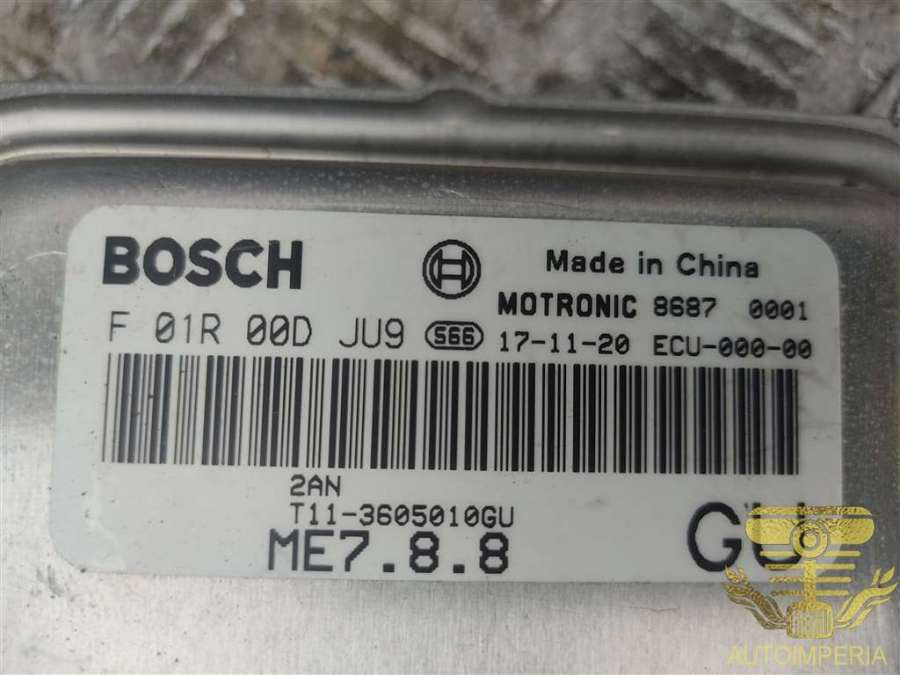 BOSCH
Made in China
MOTRONIC 8687 0001
F 01R 00D JU9 S66 17-11-20 ECU-000-00
2AN
T11-3605010GU
ME7.8.8
GU
AUTOIMPERIA